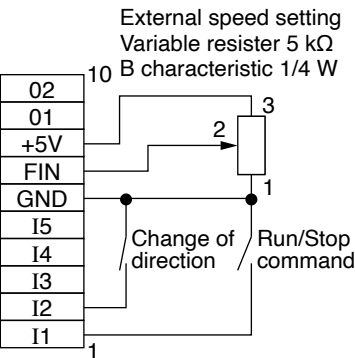 External speed setting
Variable resister 5 kΩ
B characteristic 1/4 W
10
02
01
+5V
FIN
GND
I5
I4
I3
I2
I1
1
3
2
1
Change of
direction
Run/Stop
command